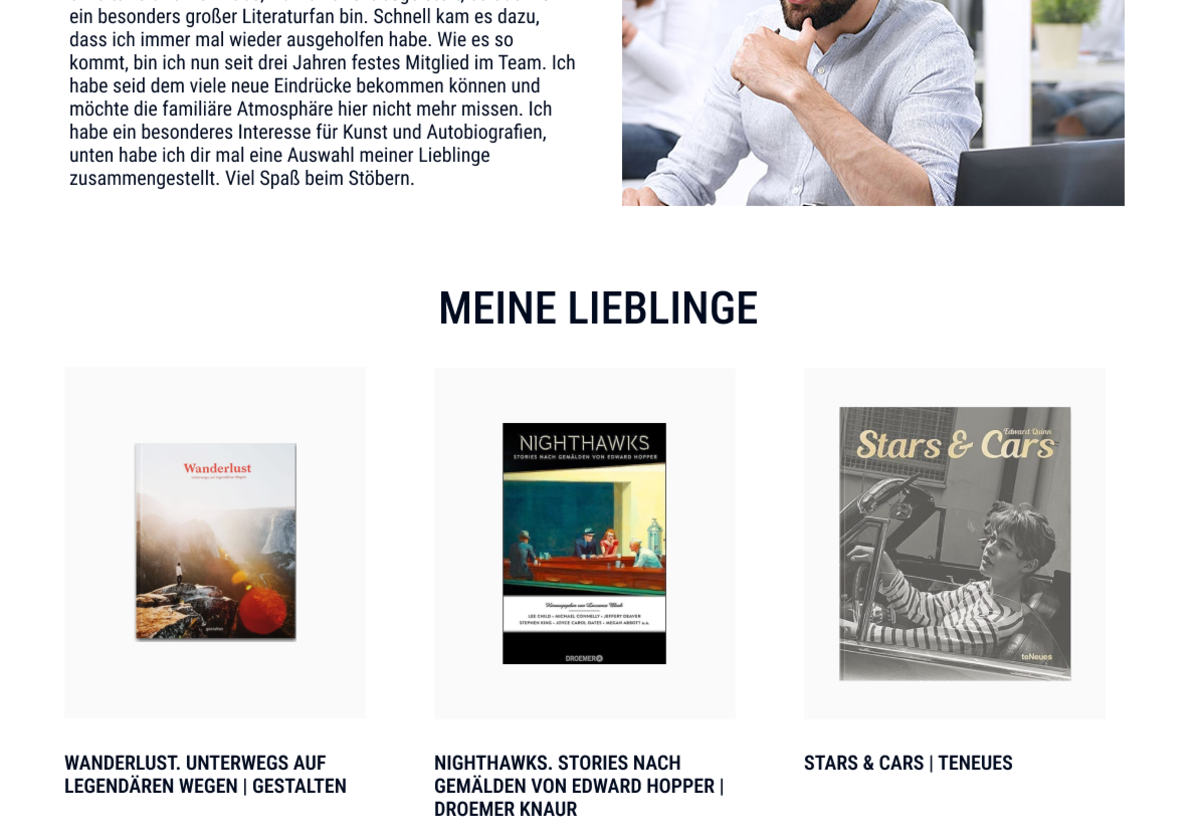 ein besonders großer Literaturfan bin. Schnell kam es dazu,
dass ich immer mal wieder ausgeholfen habe. Wie es so
kommt, bin ich nun seit drei Jahren festes Mitglied im Team. Ich
habe seid dem viele neue Eindrücke bekommen können und
möchte die familiäre Atmosphäre hier nicht mehr missen. Ich
habe ein besonderes Interesse für Kunst und Autobiografien,
unten habe ich dir mal eine Auswahl meiner Lieblinge
zusammengestellt. Viel Spaß beim Stöbern.
MEINE LIEBLINGE
Wanderlust
Unterwegs auf legendären Wegen
gestalten
NIGHTHAWKS
STORIES NACH GEMÄLDEN VON EDWARD HOPPER
Herausgegeben von Lawrence Block
LEE CHILD • MICHAEL CONNELLY • JEFFERY DEAVER
STEPHEN KING • JOYCE CAROL OATES • MEGAN ABBOTT u.a.
DROEMER
Edward Quinn
Stars & Cars
teNeues
WANDERLUST. UNTERWEGS AUF
LEGENDÄREN WEGEN | GESTALTEN
NIGHTHAWKS. STORIES NACH
GEMÄLDEN VON EDWARD HOPPER |
DROEMER KNAUR
STARS & CARS | TENEUES